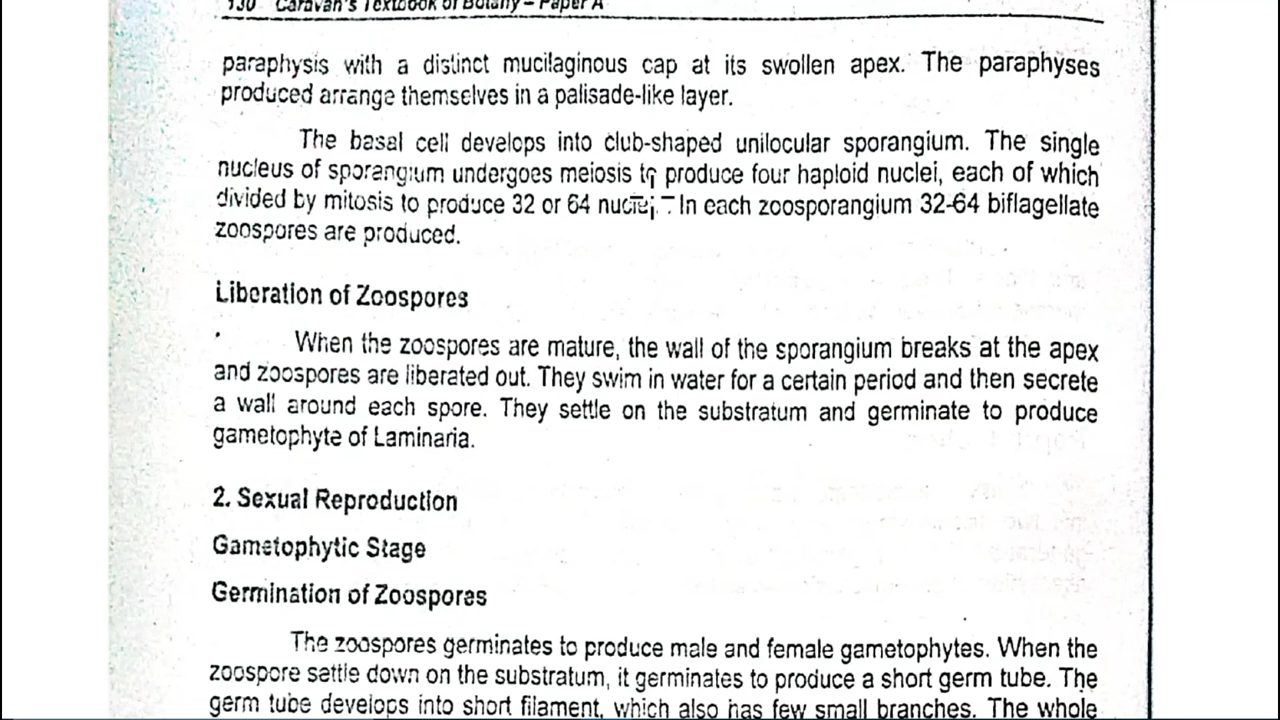 130 Caravan's Textbook of Botany – Paper A
paraphysis with a distinct mucilaginous cap at its swollen apex. The paraphyses
produced arrange themselves in a palisade-like layer.
The basal cell develops into club-shaped unilocular sporangium. The single
nucleus of sporangium undergoes meiosis to produce four haploid nuclei, each of which
divided by mitosis to produce 32 or 64 nuclei. In each zoosporangium 32-64 biflagellate
zoospores are produced.
Liberation of Zoospores
When the zoospores are mature, the wall of the sporangium breaks at the apex
and zoospores are liberated out. They swim in water for a certain period and then secrete
a wall around each spore. They settle on the substratum and germinate to produce
gametophyte of Laminaria.
2. Sexual Reproduction
Gametophytic Stage
Germination of Zoospores
The zoospores germinates to produce male and female gametophytes. When the
zoospore settle down on the substratum, it germinates to produce a short germ tube. The
germ tube develops into short filament, which also has few small branches. The whole